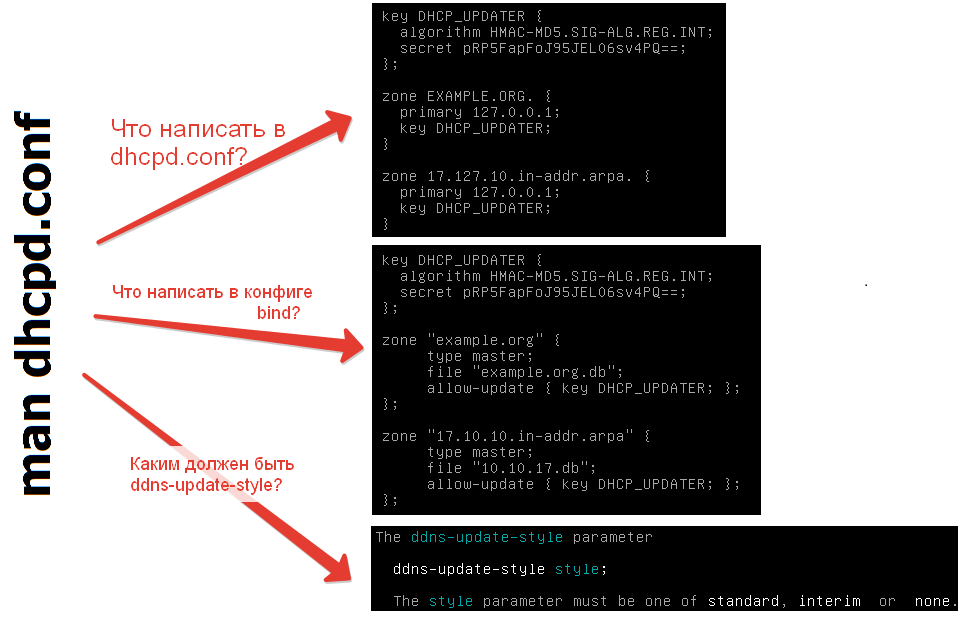 man dhcpd.conf
Что написать в
dhcpd.conf?
key DHCP_UPDATER {
algorithm HMAC-MD5.SIG-ALG.REG.INT;
secret pRP5FapFoJ95JEL06sv4PQ==;
};
zone EXAMPLE.ORG. {
primary 127.0.0.1;
key DHCP_UPDATER;
}
zone 17.127.10.in-addr.arpa. {
primary 127.0.0.1;
key DHCP_UPDATER;
}
Что написать в конфиге
bind?
key DHCP_UPDATER {
algorithm HMAC-MD5.SIG-ALG.REG.INT;
secret pRP5FapFoJ95JEL06sv4PQ==;
};
zone "example.org" {
type master;
file "example.org.db";
allow-update { key DHCP_UPDATER; };
};
zone "17.10.10.in-addr.arpa" {
type master;
file "10.10.17.db";
allow-update { key DHCP_UPDATER; };
};
Каким должен быть
ddns-update-style?
The ddns-update-style parameter
ddns-update-style style;
The style parameter must be one of standard, interim or none.